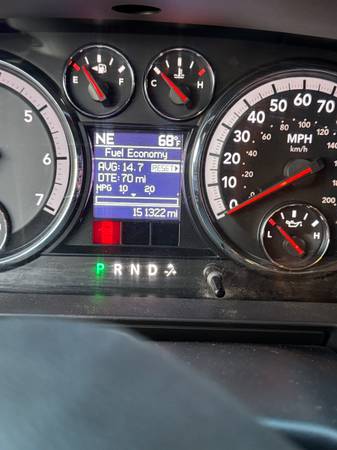 E F
C H
5
6
7
NE 68°F
Fuel Economy
AVG: 14.7 RESET
DTE: 70 mi
MPG 10 20
151322 mi
P R N D
0
10
20
30
40
50
60
70
MPH
km/h
L H